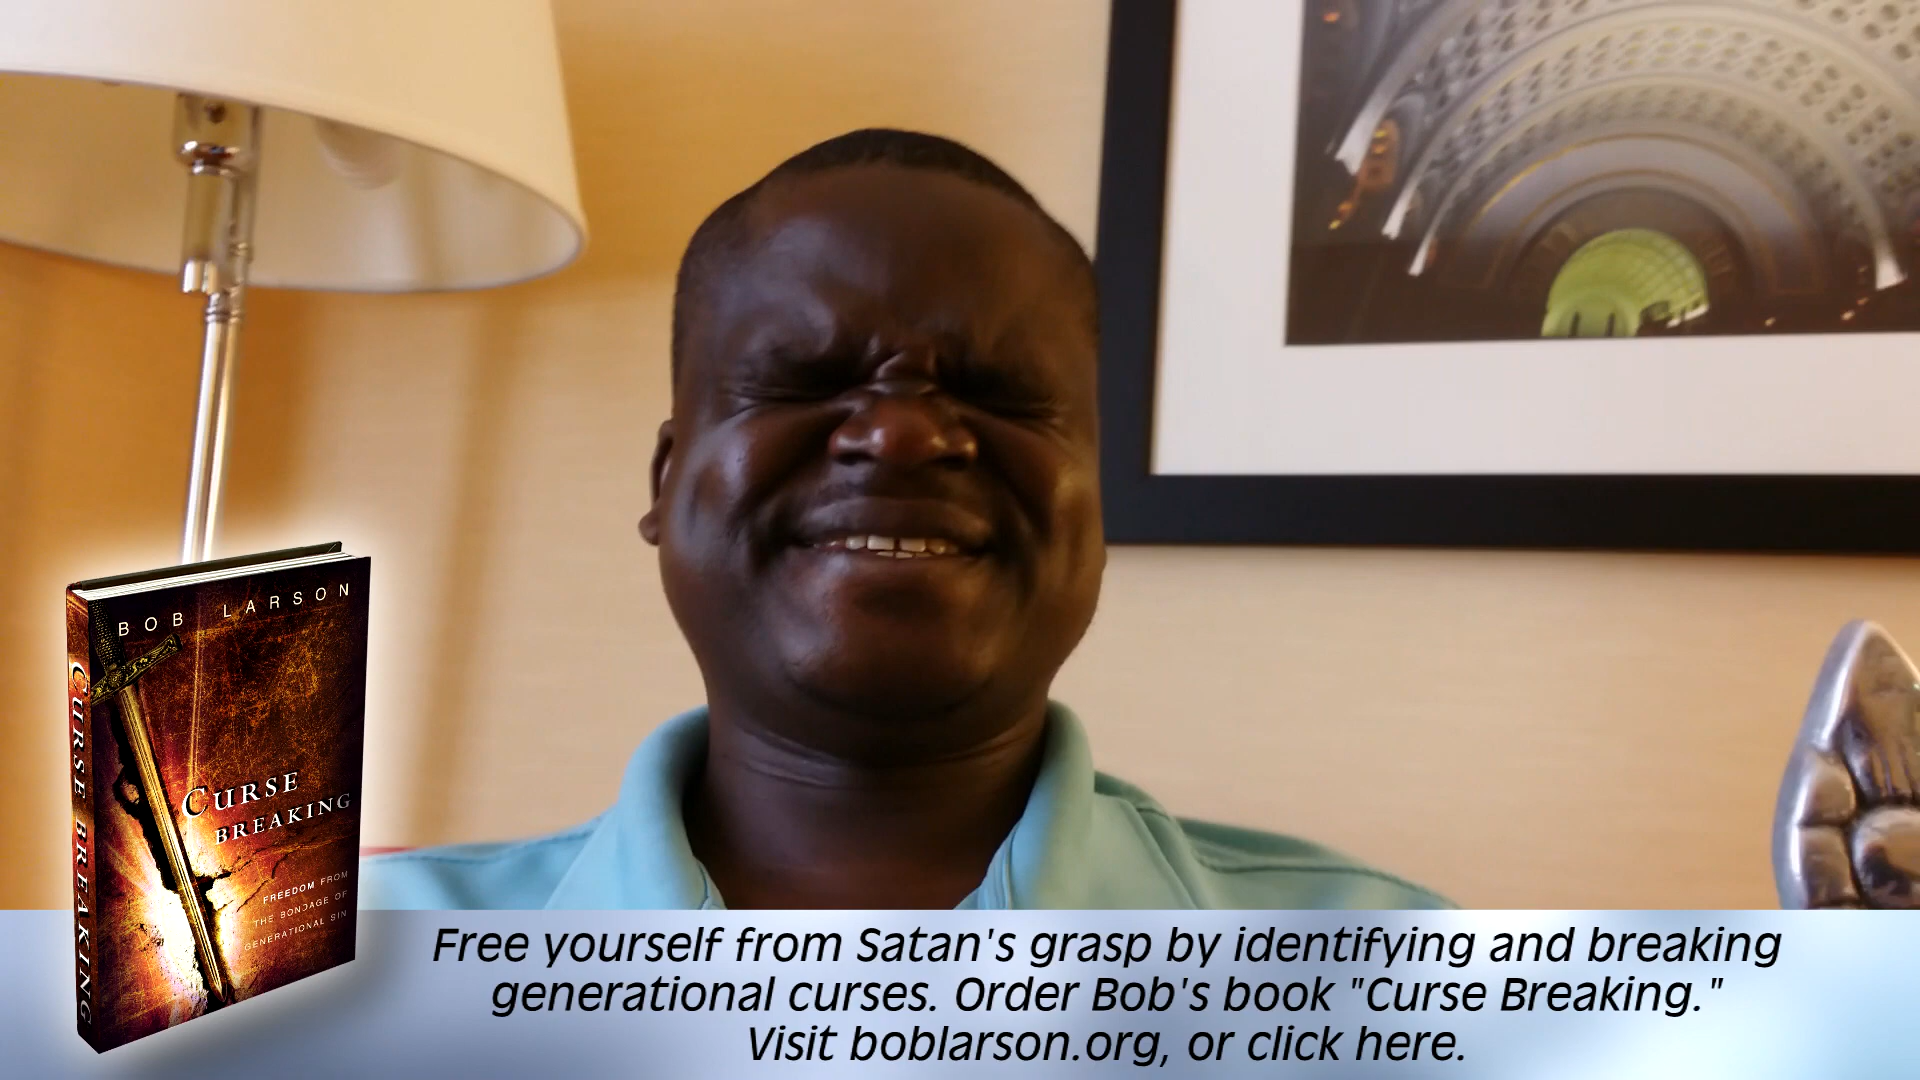 BOB LARSON
CURSE BREAKING
CURSE
BREAKING
FREEDOM FROM
THE BONDAGE OF
GENERATIONAL SIN
Free yourself from Satan's grasp by identifying and breaking
generational curses. Order Bob's book "Curse Breaking."
Visit boblarson.org, or click here.